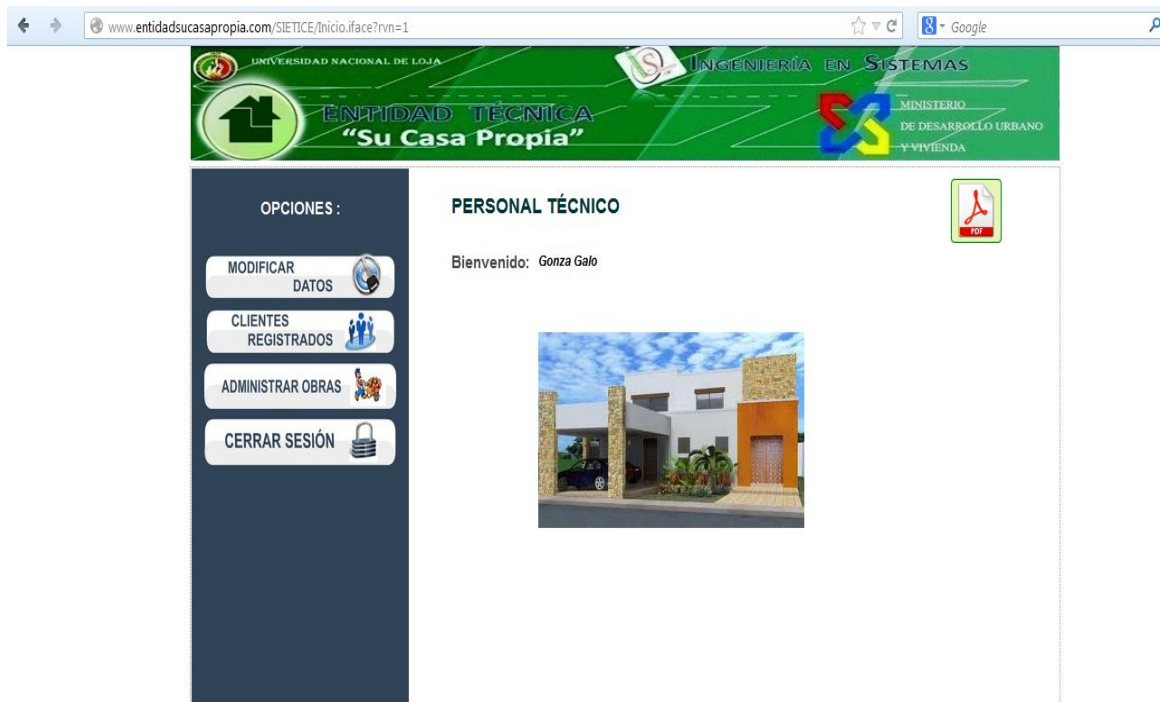 www.entidadsucasapropia.com/SIETICE/Inicio.iface?rvn=1
Google
UNIVERSIDAD NACIONAL DE LOJA
INGENIERÍA EN SISTEMAS
ENTIDAD TÉCNICA
"Su Casa Propia"
MINISTERIO
DE DESARROLLO URBANO
Y VIVIENDA
OPCIONES :
MODIFICAR
DATOS
CLIENTES
REGISTRADOS
ADMINISTRAR OBRAS
CERRAR SESIÓN
PERSONAL TÉCNICO
PDF
Bienvenido: Gonza Galo